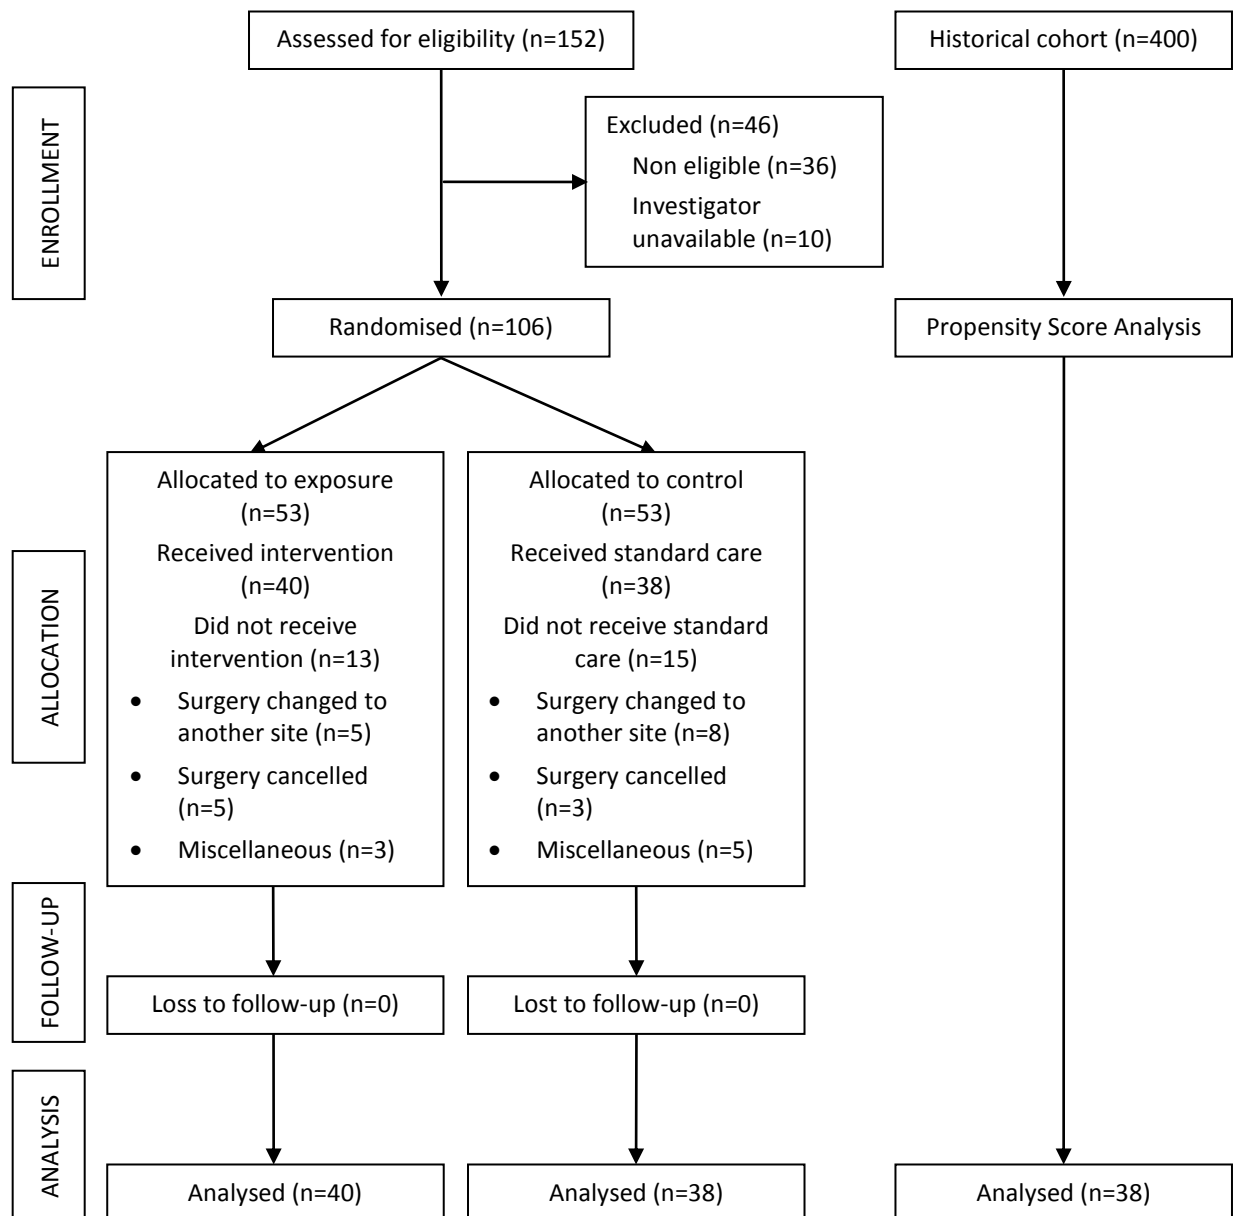 Assessed for eligibility (n=152)
Historical cohort (n=400)
ENROLLMENT
Excluded (n=46)
Non eligible (n=36)
Investigator
unavailable (n=10)
Randomised (n=106)
Propensity Score Analysis
ALLOCATION
Allocated to exposure
(n=53)
Received intervention
(n=40)
Did not receive
intervention (n=13)
• Surgery changed to
another site (n=5)
• Surgery cancelled
(n=5)
• Miscellaneous (n=3)
Allocated to control
(n=53)
Received standard care
(n=38)
Did not receive standard
care (n=15)
• Surgery changed to
another site (n=8)
• Surgery cancelled
(n=3)
• Miscellaneous (n=5)
FOLLOW-UP
Loss to follow-up (n=0)
Lost to follow-up (n=0)
ANALYSIS
Analysed (n=40)
Analysed (n=38)
Analysed (n=38)